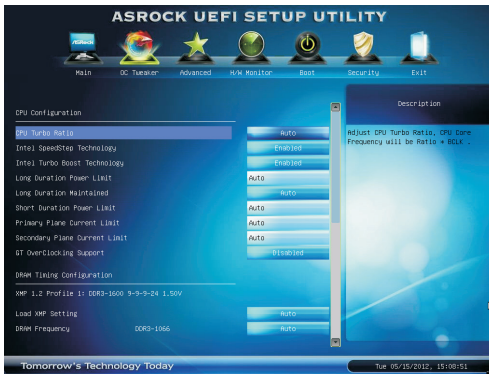 ASROCK UEFI SETUP UTILITY
ASRock
Main OC Tweaker Advanced H/W Monitor Boot Security Exit
CPU Configuration
Description
CPU Turbo Ratio Auto
Adjust CPU Turbo Ratio, CPU Core
Frequency will be Ratio * BCLK .
Intel SpeedStep Technology Enabled
Intel Turbo Boost Technology Enabled
Long Duration Power Limit Auto
Long Duration Maintained Auto
Short Duration Power Limit Auto
Primary Plane Current Limit Auto
Secondary Plane Current Limit Auto
GT OverClocking Support Disabled
DRAM Timing Configuration
XMP 1.2 Profile 1: DDR3-1600 9-9-9-24 1.50V
Load XMP Setting Auto
DRAM Frequency DDR3-1066 Auto
Tomorrow's Technology Today
Tue 05/15/2012, 15:08:51